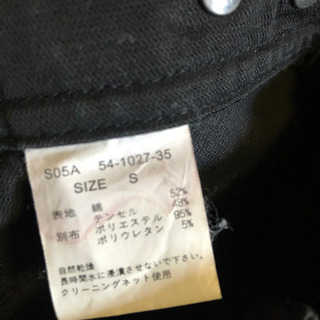 S05A 54-1027-35
SIZE S
表地 綿 52%
テンセル 48%
別布 ポリエステル 95%
ポリウレタン 5%
自然乾燥
長時間水に浸漬させないで下さい。
クリーニングネット使用